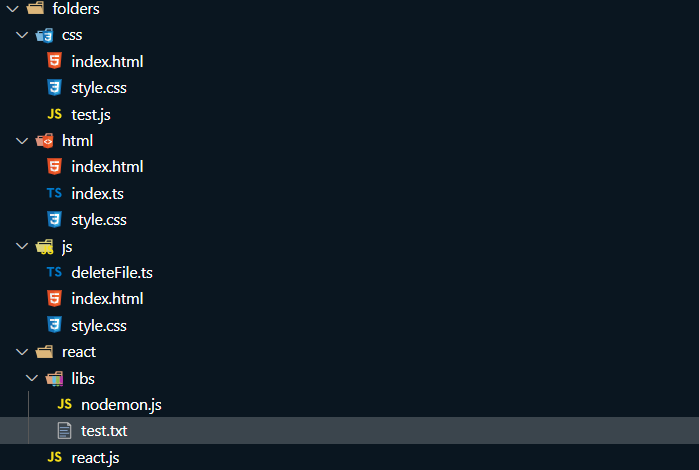 folders
css
index.html
style.css
JS test.js
html
index.html
TS index.ts
style.css
js
TS deleteFile.ts
index.html
style.css
react
libs
JS nodemon.js
test.txt
JS react.js